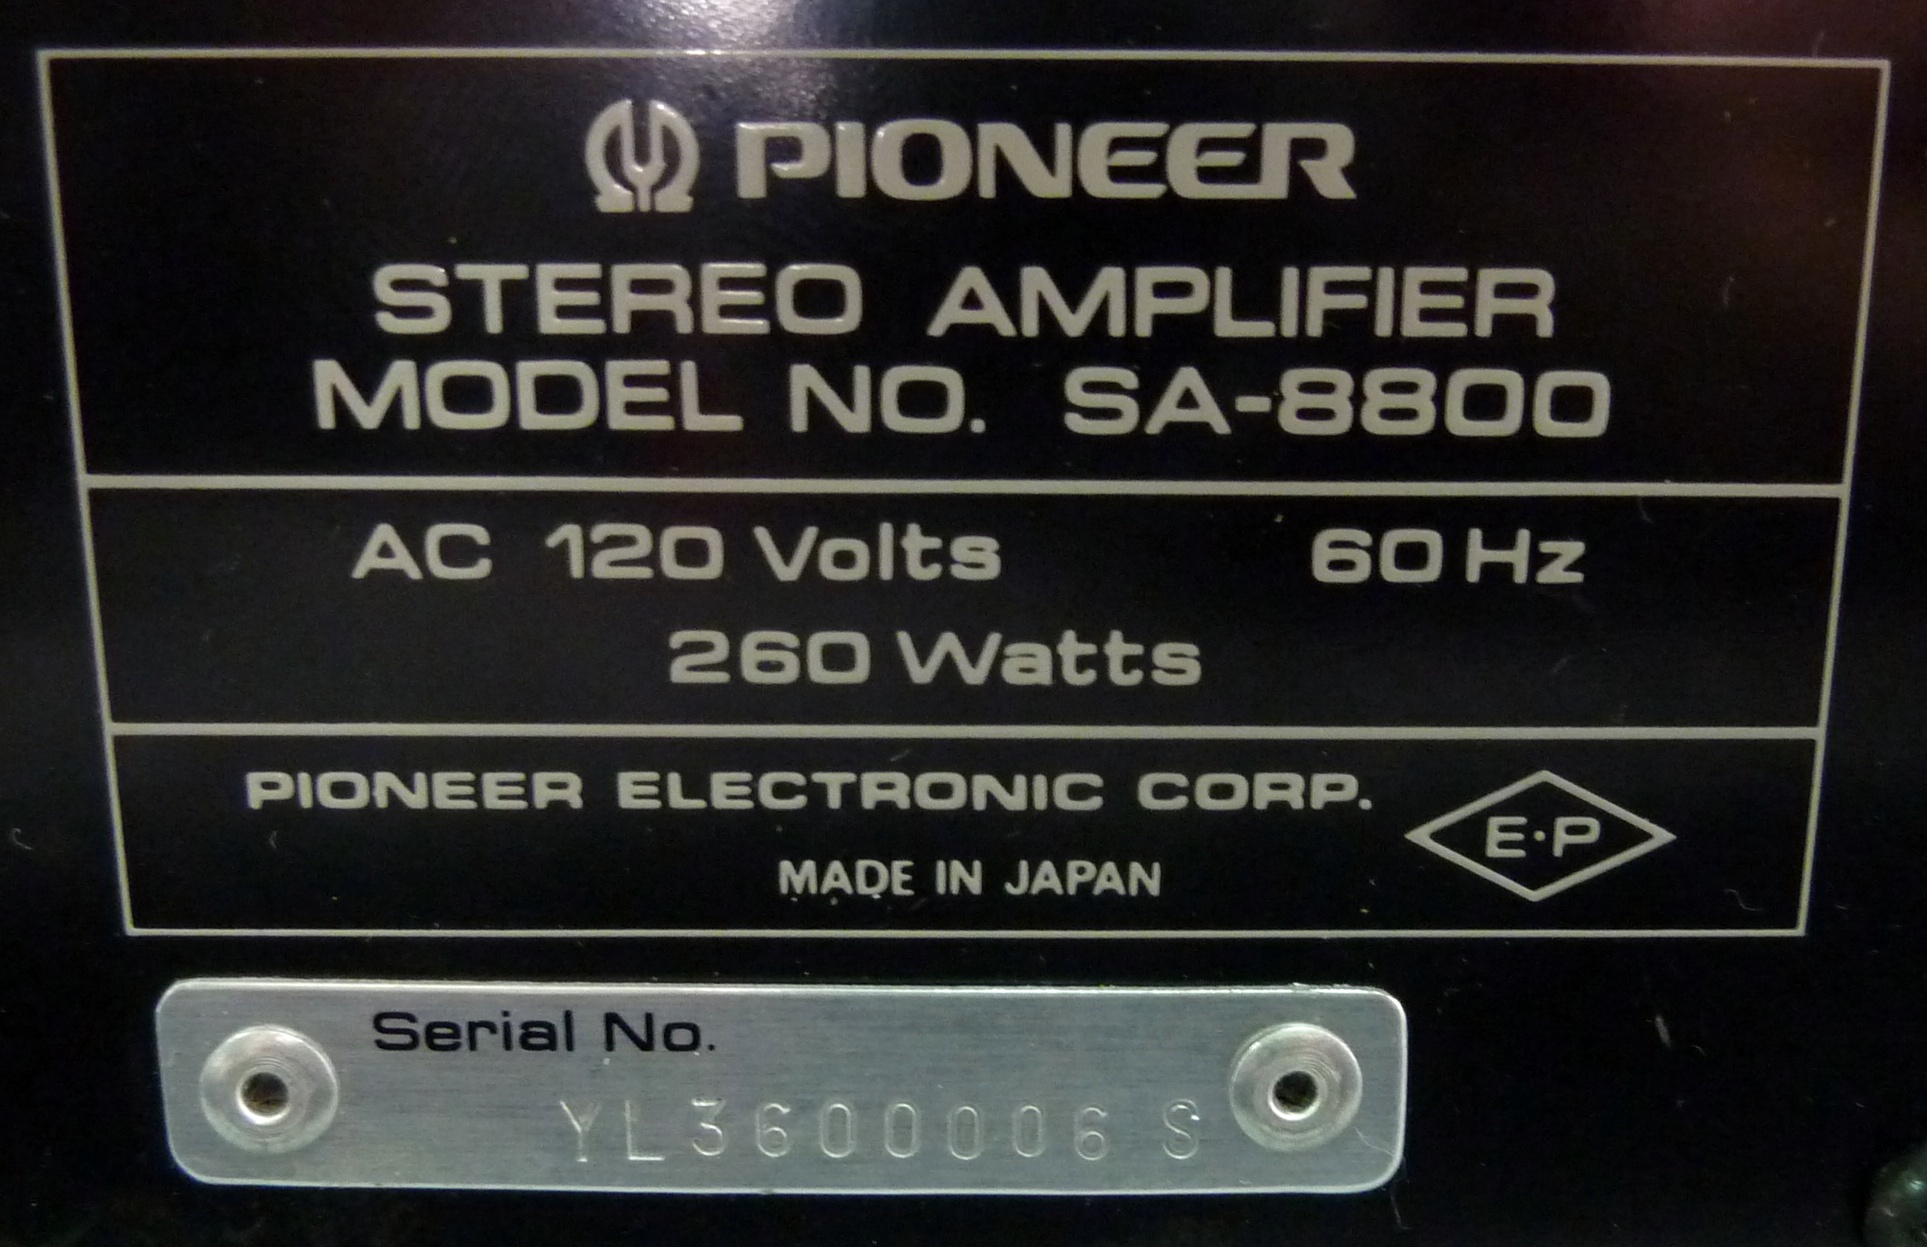 PIONEER
STEREO AMPLIFIER
MODEL NO. SA-8800
AC 120 Volts 60 Hz
260 Watts
PIONEER ELECTRONIC CORP.
E·P
MADE IN JAPAN
Serial No.
YL3600006 S